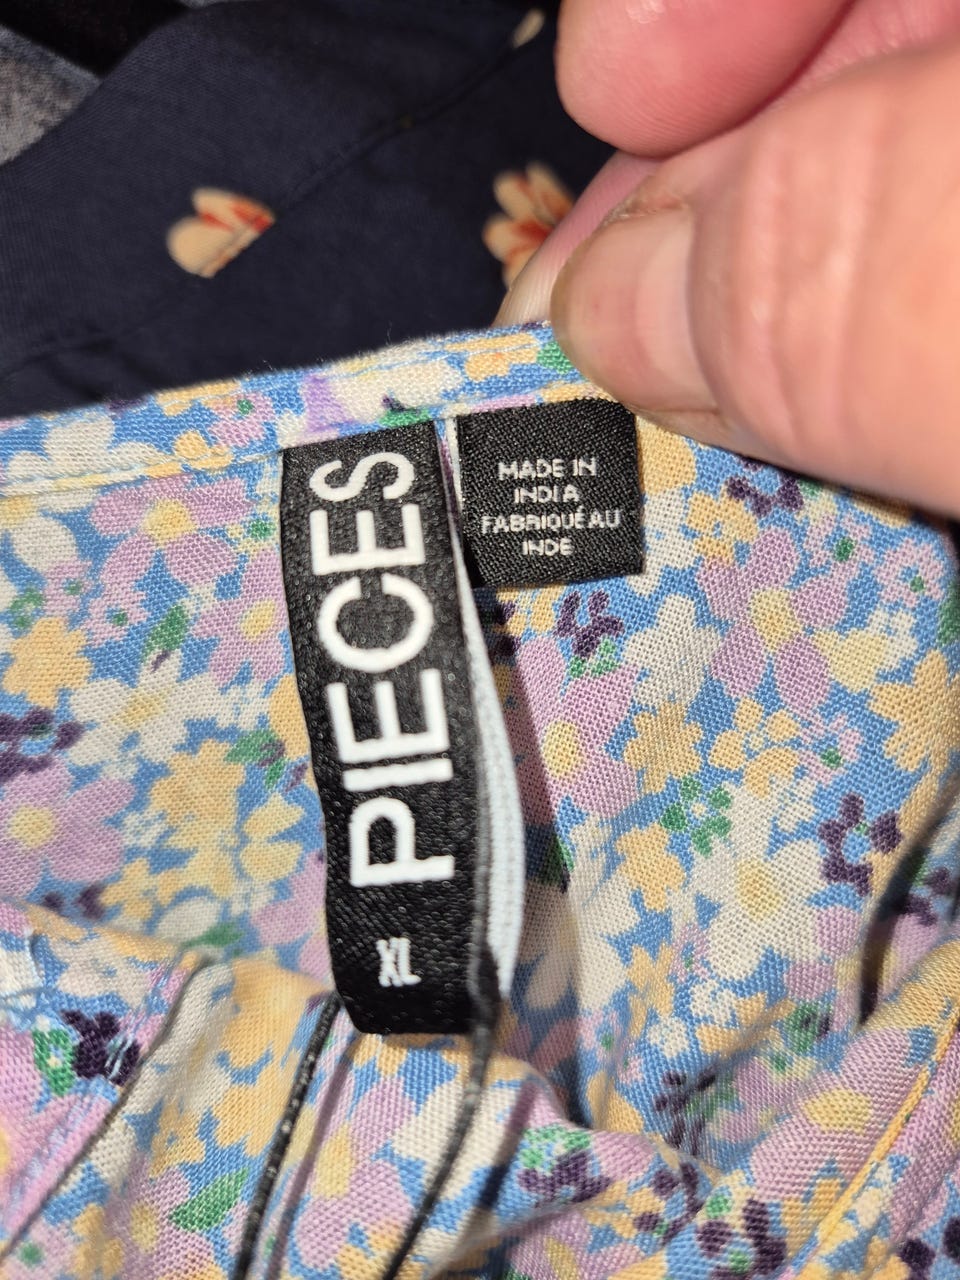 PIECES
XL
MADE IN
INDIA
FABRIQUÉ AU
INDE